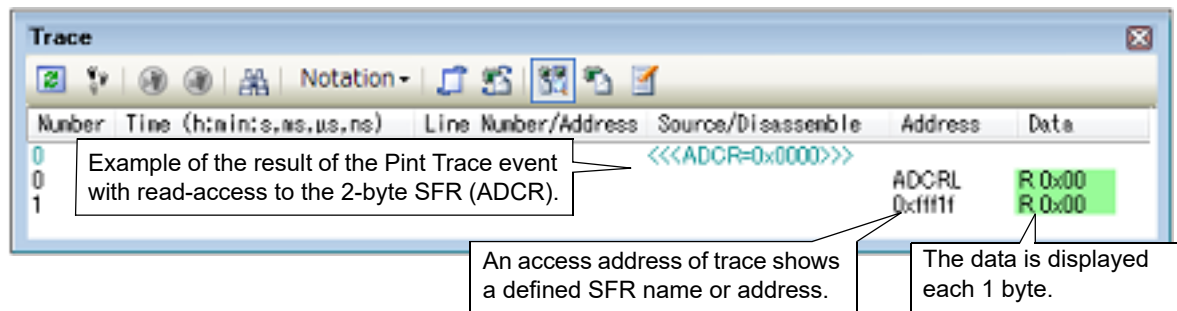 Trace
Notation
Number Time (h:min:s,ms,µs,ns) Line Number/Address Source/Disassemble Address Data
0 <<<ADCR=0x0000>>>
0 ADCRL R 0x00
1 0xfff1f R 0x00
Example of the result of the Pint Trace event
with read-access to the 2-byte SFR (ADCR).
An access address of trace shows
a defined SFR name or address.
The data is displayed
each 1 byte.